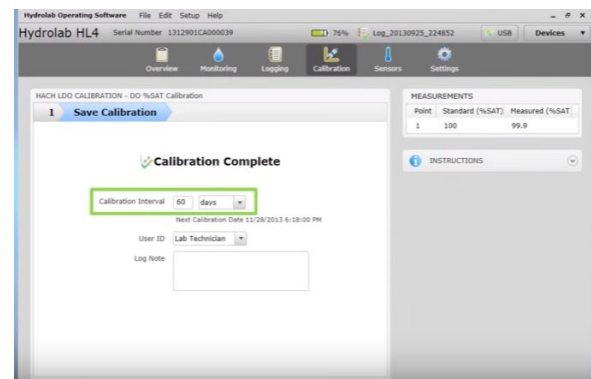 Hydrolab Operating Software File Edit Setup Help
Hydrolab HL4 Serial Number 1312901CA000039 76% Log_20130925_224852 USB Devices
Overview Monitoring Logging Calibration Sensors Settings
HACH LDO CALIBRATION - DO %SAT Calibration
1 Save Calibration
Calibration Complete
Calibration Interval 60 days
Next Calibration Date 11/28/2013 6:18:00 PM
User ID Lab Technician
Log Note
MEASUREMENTS
Point Standard (%SAT) Measured (%SAT
1 100 99.9
INSTRUCTIONS